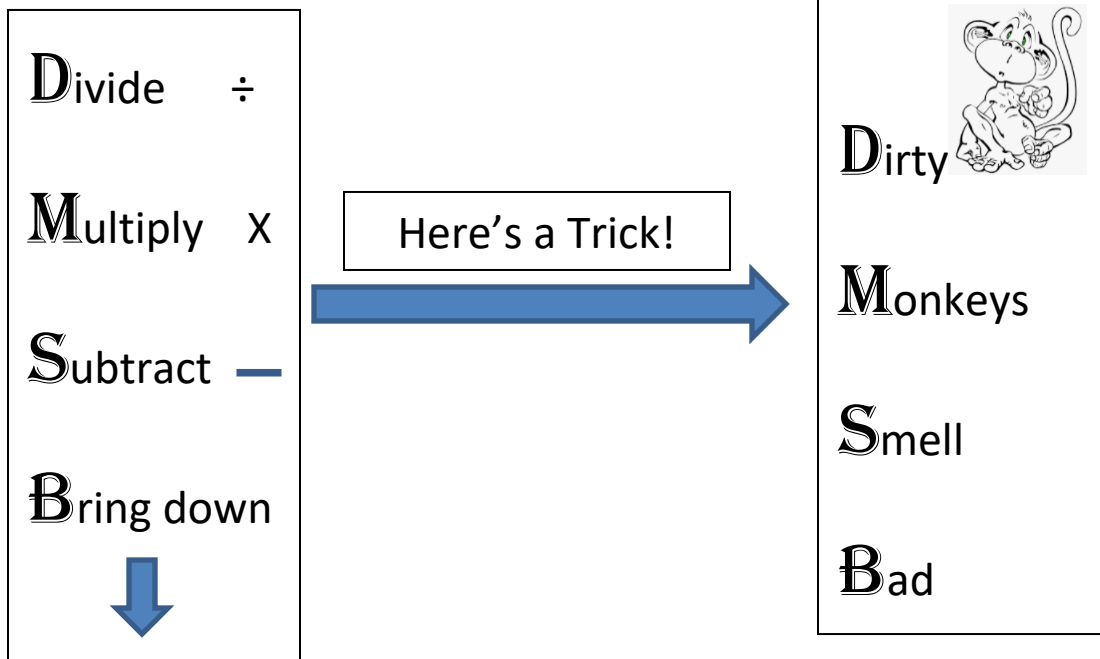 Divide ÷
Multiply X
Subtract —
Bring down
Here's a Trick!
Dirty
Monkeys
Smell
Bad